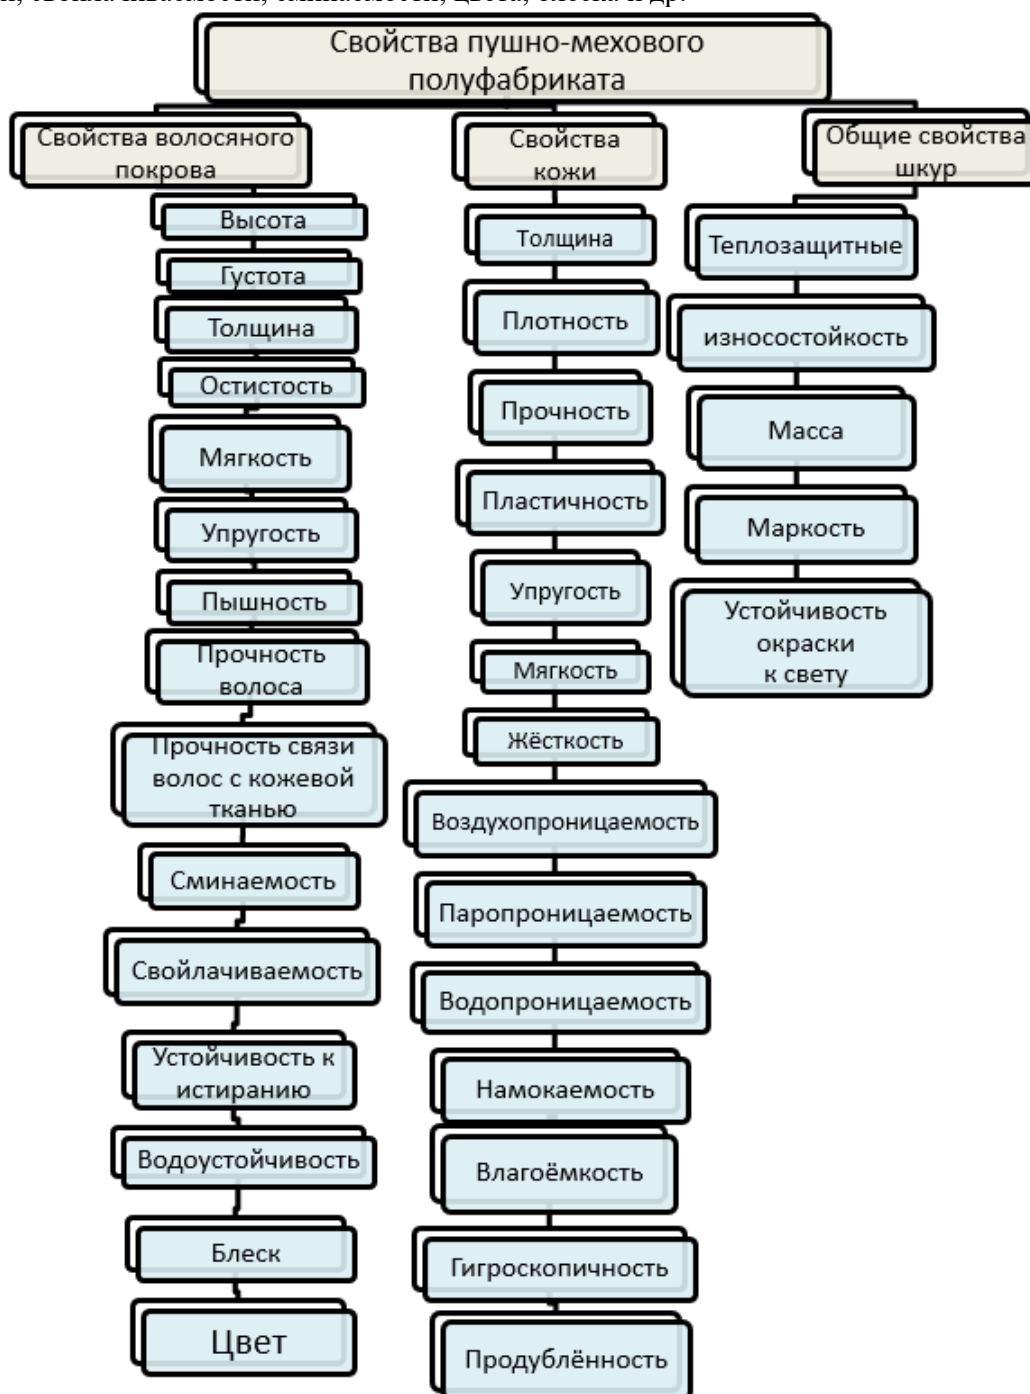 Свойства пушно-мехового
полуфабриката
Свойства волосяного
покрова
Высота
Густота
Толщина
Остистость
Мягкость
Упругость
Пышность
Прочность
волоса
Прочность связи
волос с кожевой
тканью
Сминаемость
Свойлачиваемость
Устойчивость к
истиранию
Водоустойчивость
Блеск
Цвет
Свойства
кожи
Толщина
Плотность
Прочность
Пластичность
Упругость
Мягкость
Жёсткость
Воздухопроницаемость
Паропроницаемость
Водопроницаемость
Намокаемость
Влагоёмкость
Гигроскопичность
Продублённость
Общие свойства
шкур
Теплозащитные
износостойкость
Масса
Маркость
Устойчивость
окраски
к свету